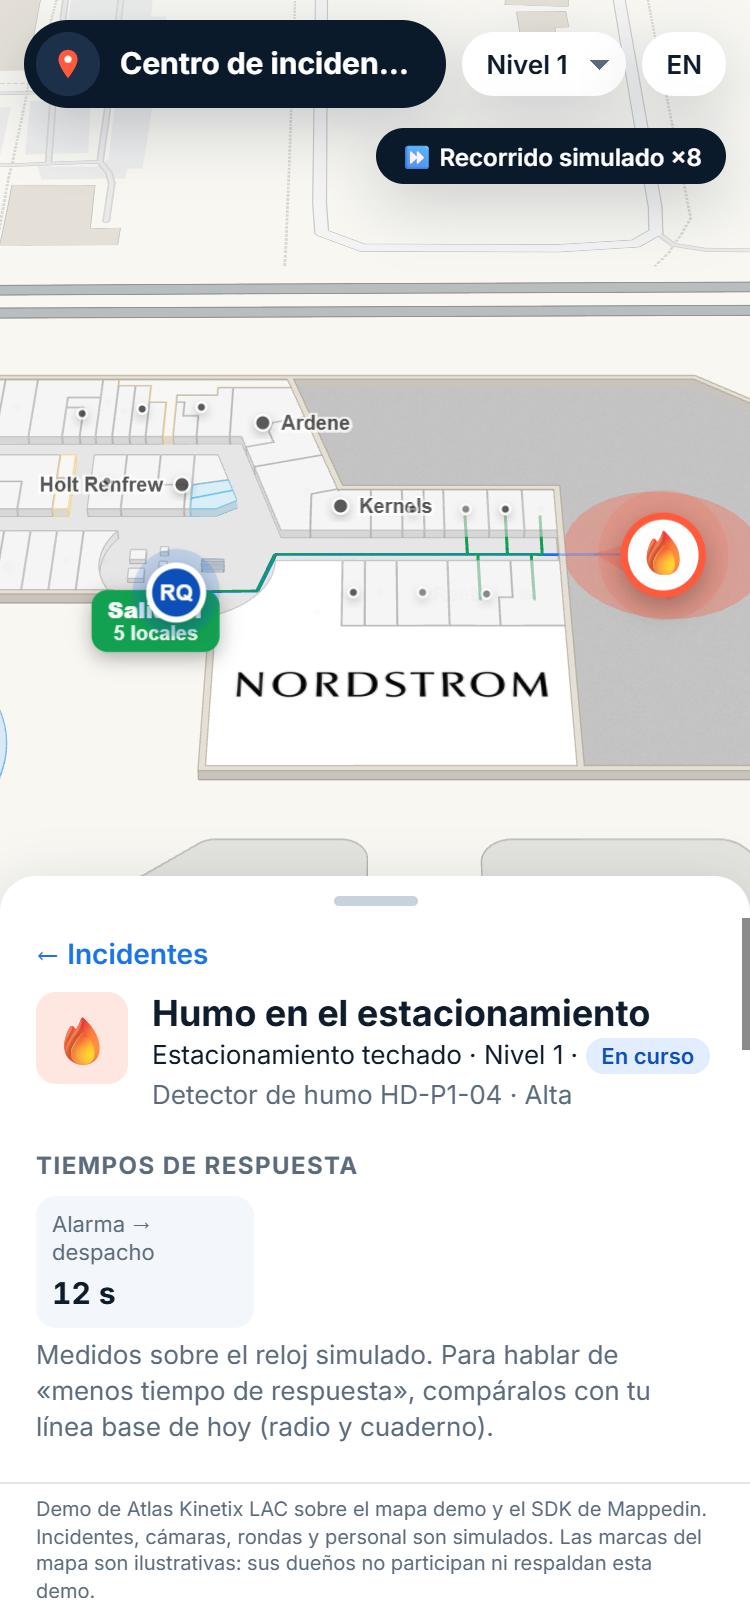 Centro de inciden...
Nivel 1
EN
Recorrido simulado ×8
Ardene
Holt Renfrew
Kernels
RQ
5 locales
NORDSTROM
← Incidentes
Humo en el estacionamiento
Estacionamiento techado · Nivel 1 · En curso
Detector de humo HD-P1-04 · Alta
TIEMPOS DE RESPUESTA
Alarma →
despacho
12 s
Medidos sobre el reloj simulado. Para hablar de
«menos tiempo de respuesta», compáralos con tu
línea base de hoy (radio y cuaderno).
Demo de Atlas Kinetix LAC sobre el mapa demo y el SDK de Mappedin.
Incidentes, cámaras, rondas y personal son simulados. Las marcas del
mapa son ilustrativas: sus dueños no participan ni respaldan esta
demo.